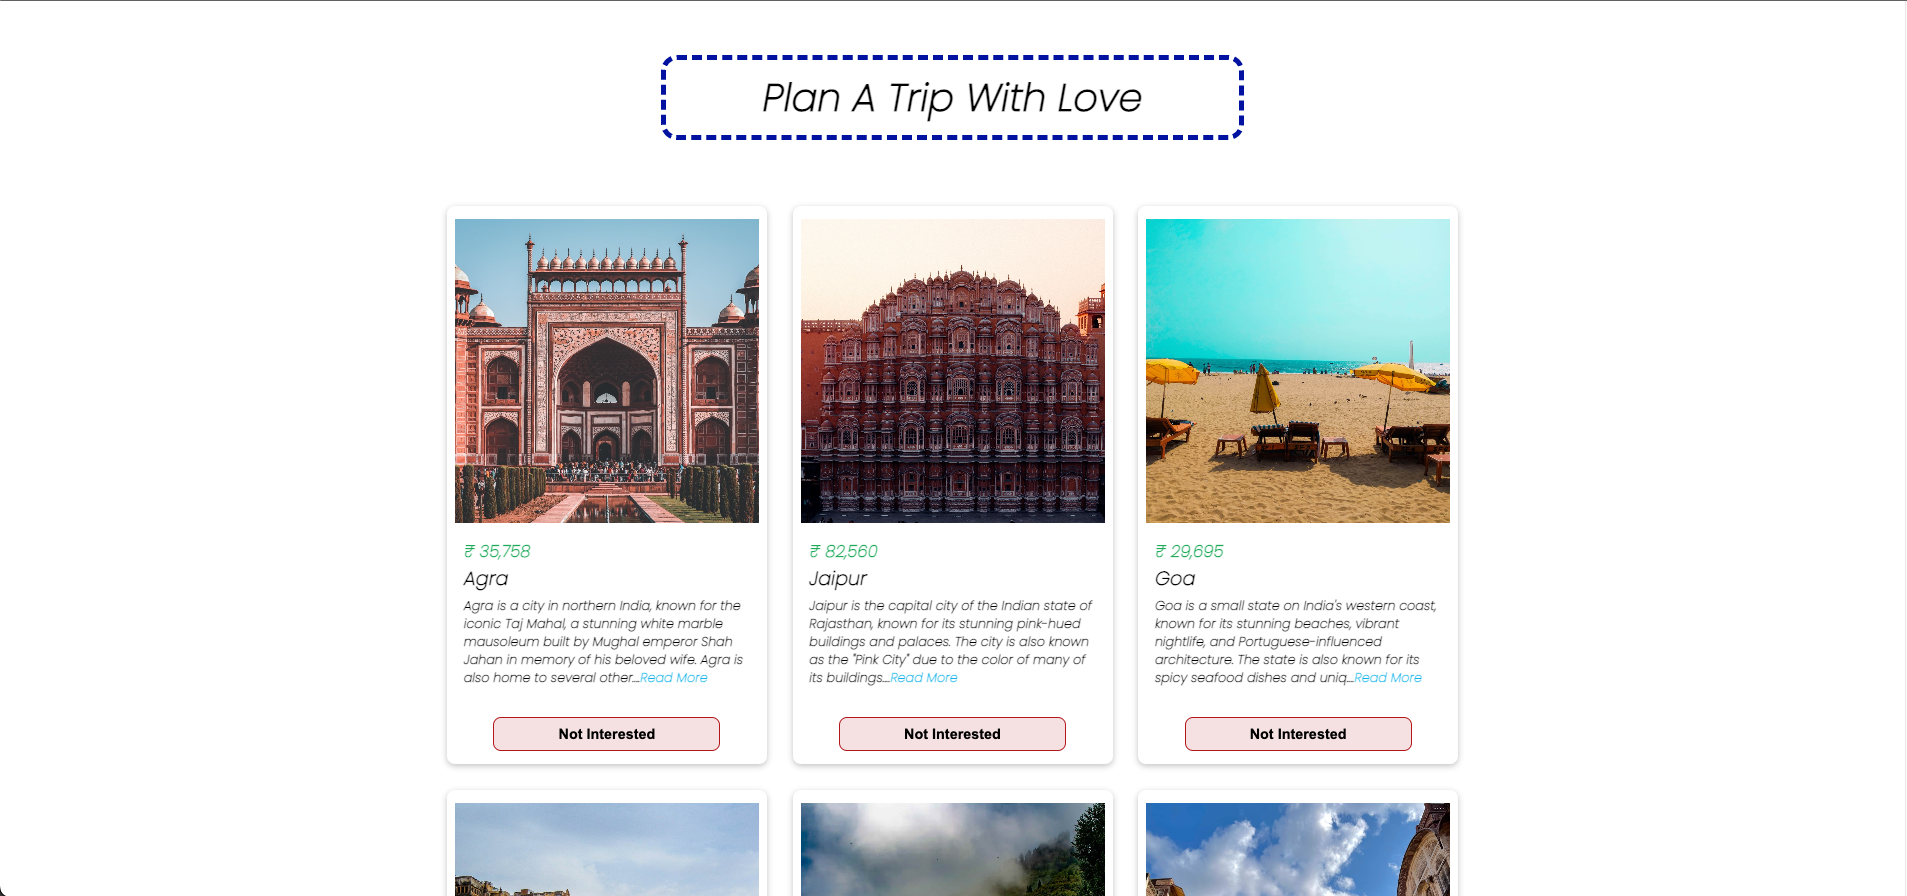 Plan A Trip With Love
₹ 35,758
Agra
Agra is a city in northern India, known for the
iconic Taj Mahal, a stunning white marble
mausoleum built by Mughal emperor Shah
Jahan in memory of his beloved wife. Agra is
also home to several other....Read More
Not Interested
₹ 82,560
Jaipur
Jaipur is the capital city of the Indian state of
Rajasthan, known for its stunning pink-hued
buildings and palaces. The city is also known
as the "Pink City" due to the color of many of
its buildings....Read More
Not Interested
₹ 29,695
Goa
Goa is a small state on India's western coast,
known for its stunning beaches, vibrant
nightlife, and Portuguese-influenced
architecture. The state is also known for its
spicy seafood dishes and uniq....Read More
Not Interested